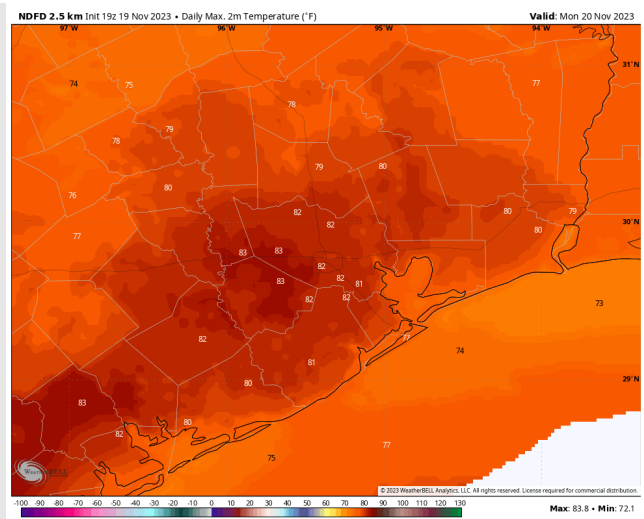 NDFD 2.5 km Init 19z 19 Nov 2023 • Daily Max. 2m Temperature (°F)
Valid: Mon 20 Nov 2023
97°W 96°W 95°W 94°W
31°N
74 75 77
78
79
78
79 80
80
76
82 80 79
30°N
82 80
77
83 83
82
83 82 81
82 82
73
77
82 74
81
80 29°N
83
80
82
77
75
WeatherBELL
© 2023 WeatherBELL Analytics, LLC. All rights reserved. License required for commercial distribution.
-100 -90 -80 -70 -60 -50 -40 -30 -20 -10 0 10 20 30 40 50 60 70 80 90 100 110 120 130
Max: 83.8 • Min: 72.1